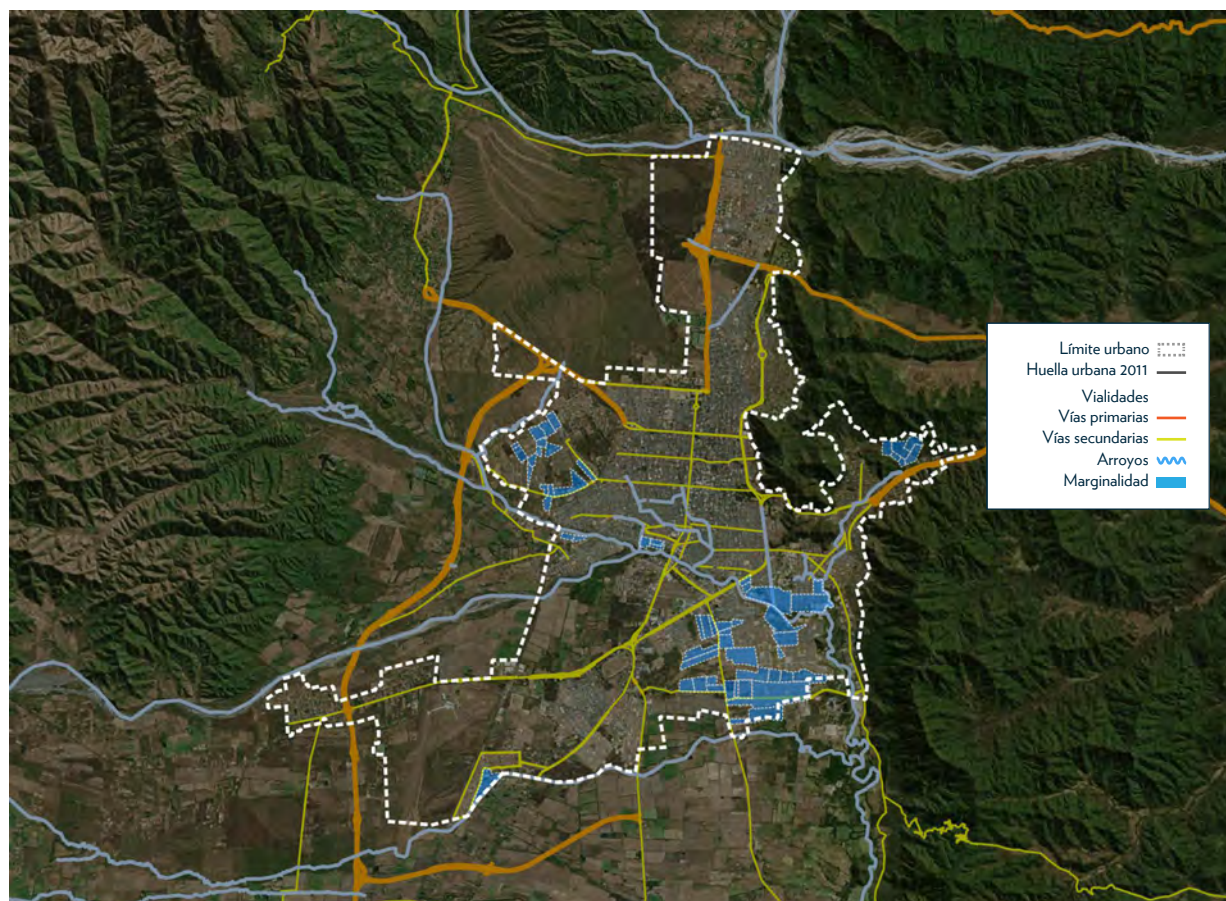 Límite urbano
Huella urbana 2011
Vialidades
Vías primarias
Vías secundarias
Arroyos
Marginalidad